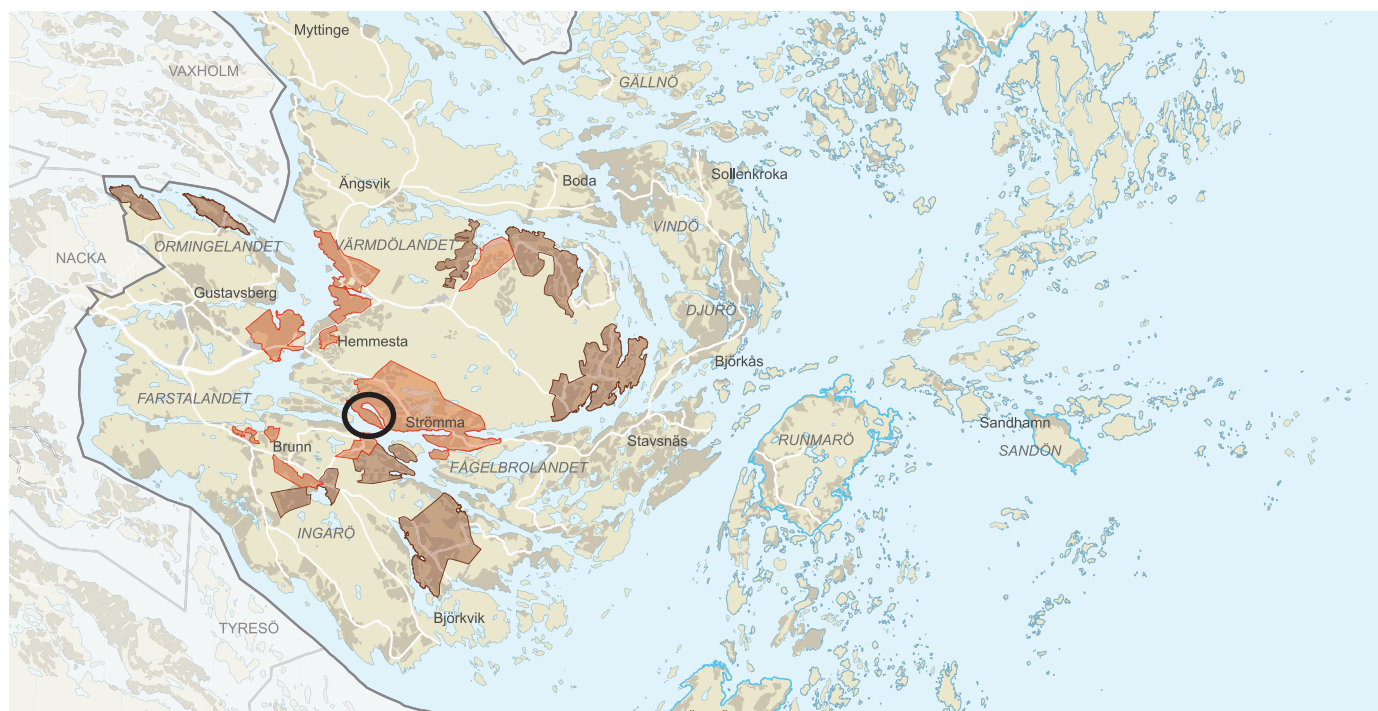 Myttinge
VAXHOLM
GÄLLNÖ
Ängsvik
Boda
Sollenkroka
VINDÖ
ORMINGELANDET
VÄRMDÖLANDET
NACKA
Gustavsberg
DJURÖ
Hemmesta
Björkås
FARSTALANDET
Strömma
Stavsnäs
RUNMARÖ
Sandhamn
SANDÖN
Brunn
FÅGELBROLANDET
INGARÖ
Björkvik
TYRESÖ